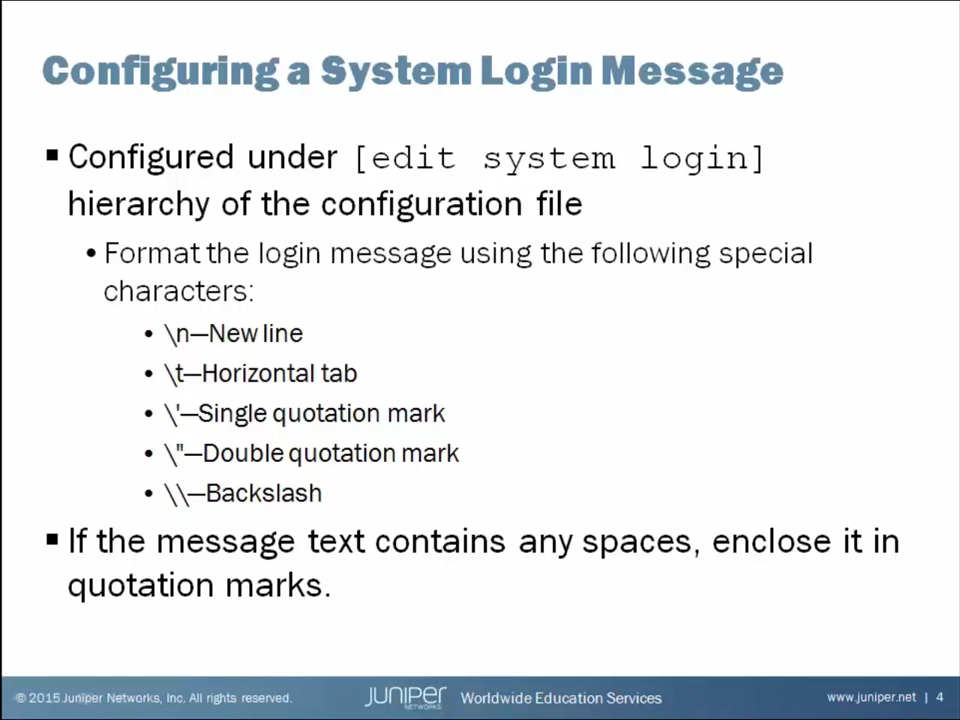 Configuring a System Login Message
▪ Configured under [edit system login]
hierarchy of the configuration file
• Format the login message using the following special
characters:
• \n—New line
• \t—Horizontal tab
• \'—Single quotation mark
• \"—Double quotation mark
• \\—Backslash
▪ If the message text contains any spaces, enclose it in
quotation marks.
© 2015 Juniper Networks, Inc. All rights reserved. JUNIPER NETWORKS Worldwide Education Services www.juniper.net | 4